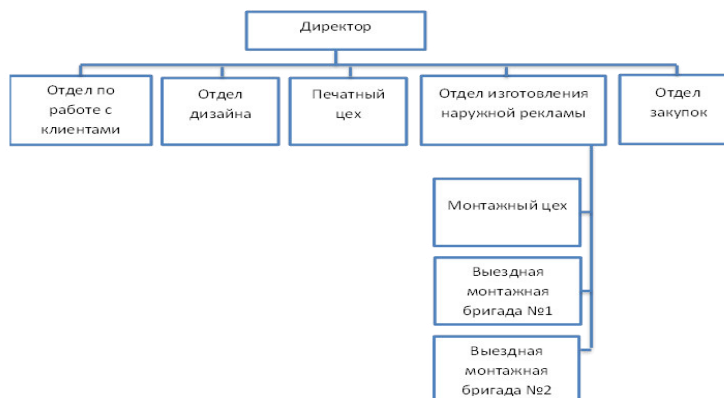 Директор
Отдел по
работе с
клиентами
Отдел
дизайна
Печатный
цех
Отдел изготовления
наружной рекламы
Отдел
закупок
Монтажный цех
Выездная
монтажная
бригада №1
Выездная
монтажная
бригада №2